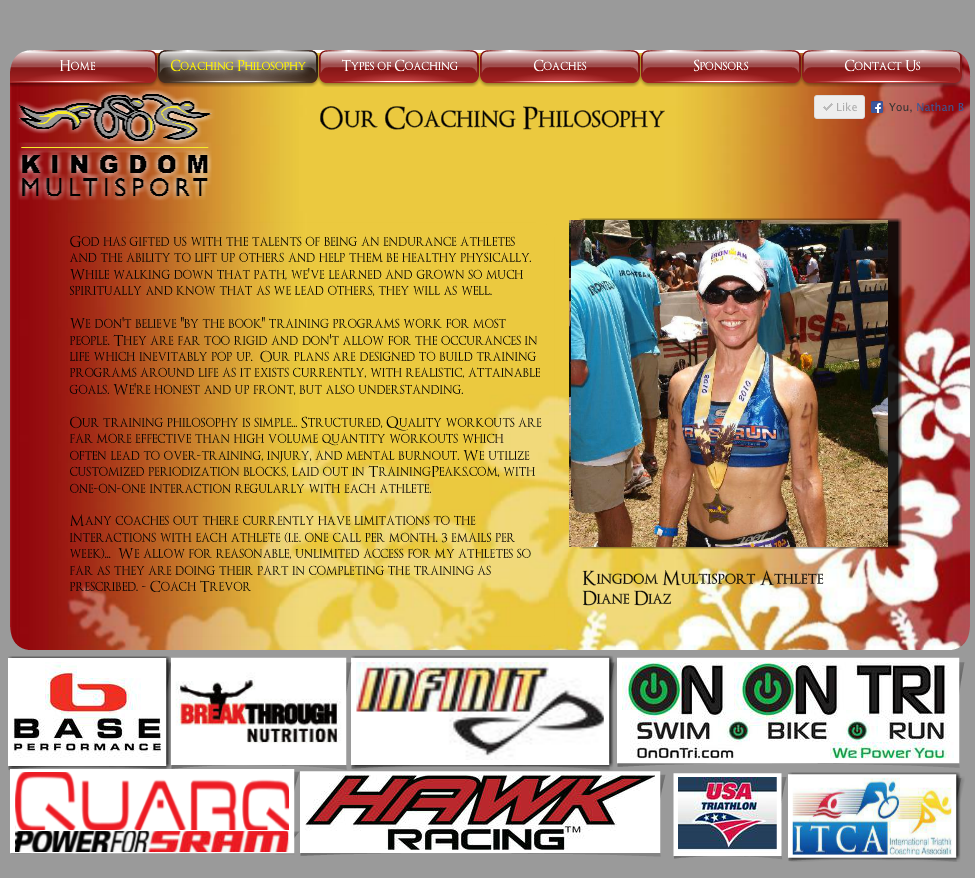 Home Coaching Philosophy Types of Coaching Coaches Sponsors Contact Us
Like You, Nathan B
KINGDOM
MULTISPORT
Our Coaching Philosophy
God has gifted us with the talents of being an endurance athletes
and the ability to lift up others and help them be healthy physically.
While walking down that path, we've learned and grown so much
spiritually and know that as we lead others, they will as well.
We don't believe "by the book" training programs work for most
people. They are far too rigid and don't allow for the occurances in
life which inevitably pop up. Our plans are designed to build training
programs around life as it exists currently, with realistic, attainable
goals. We're honest and up front, but also understanding.
Our training philosophy is simple... Structured, Quality workouts are
far more effective than high volume quantity workouts which
often lead to over-training, injury, and mental burnout. We utilize
customized periodization blocks, laid out in TrainingPeaks.com, with
one-on-one interaction regularly with each athlete.
Many coaches out there currently have limitations to the
interactions with each athlete (i.e. one call per month. 3 emails per
week)... We allow for reasonable, unlimited access for my athletes so
far as they are doing their part in completing the training as
prescribed. - Coach Trevor
IRONMAN
IRONTEAM
2010 2010
Kingdom Multisport Athlete
Diane Diaz
BASE
PERFORMANCE
BREAKTHROUGH
NUTRITION
INFINIT
ON ON TRI
SWIM BIKE RUN
OnOnTri.com We Power You
QUARQ
POWER FOR SRAM
HAWK
RACING™
USA
TRIATHLON
ITCA
International Triathlon
Coaching Association